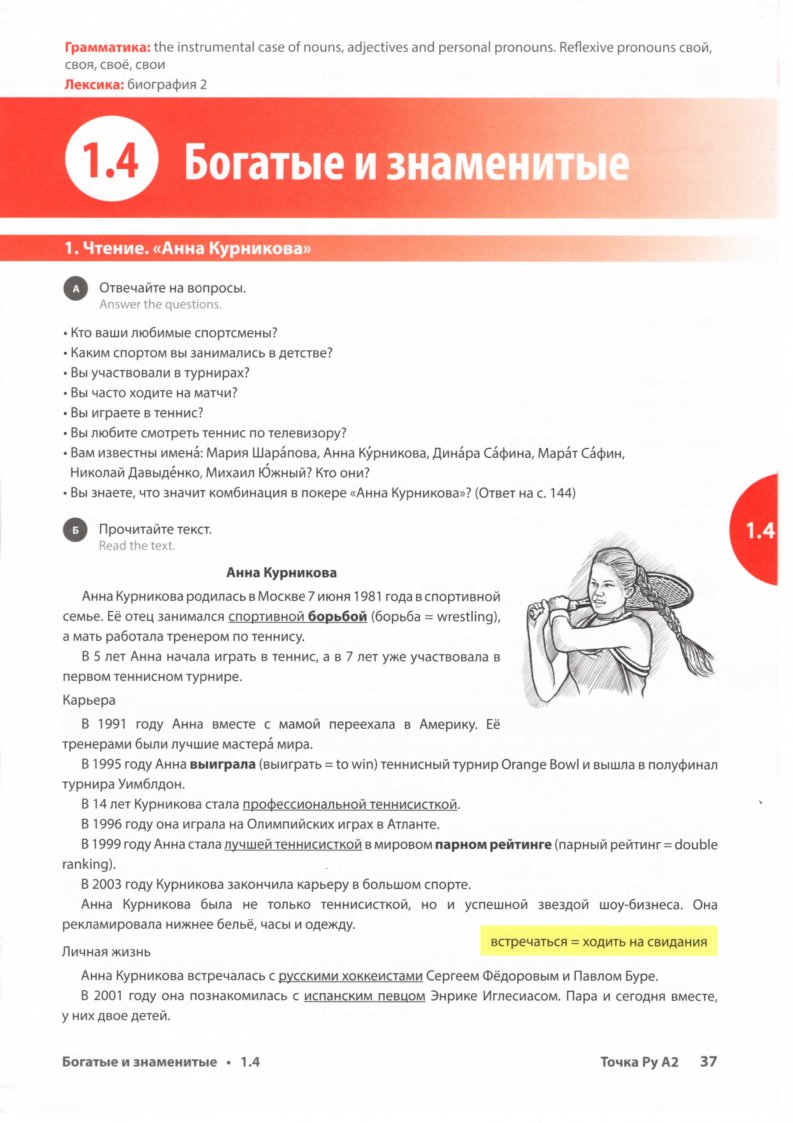 Грамматика: the instrumental case of nouns, adjectives and personal pronouns. Reflexive pronouns свой,
своя, своё, свои
Лексика: биография 2
1.4 Богатые и знаменитые
1. Чтение. «Анна Курникова»
А Отвечайте на вопросы.
Answer the questions.
• Кто ваши любимые спортсмены?
• Каким спортом вы занимались в детстве?
• Вы участвовали в турнирах?
• Вы часто ходите на матчи?
• Вы играете в теннис?
• Вы любите смотреть теннис по телевизору?
• Вам известны имена́: Мария Шара́пова, Анна Ку́рникова, Дина́ра Са́фина, Мара́т Са́фин,
Николай Давыде́нко, Михаил Ю́жный? Кто они?
• Вы знаете, что значит комбинация в покере «Анна Курникова»? (Ответ на с. 144)
1.4
Б Прочитайте текст.
Read the text.
Анна Курникова
Анна Курникова родилась в Москве 7 июня 1981 года в спортивной
семье. Её отец занимался спортивной борьбой (борьба = wrestling),
а мать работала тренером по теннису.
В 5 лет Анна начала играть в теннис, а в 7 лет уже участвовала в
первом теннисном турнире.
Карьера
В 1991 году Анна вместе с мамой переехала в Америку. Её
тренерами были лучшие мастера́ мира.
В 1995 году Анна выиграла (выиграть = to win) теннисный турнир Orange Bowl и вышла в полуфинал
турнира Уимблдон.
В 14 лет Курникова стала профессиональной теннисисткой.
В 1996 году она играла на Олимпийских играх в Атланте.
В 1999 году Анна стала лучшей теннисисткой в мировом парном рейтинге (парный рейтинг = double
ranking).
В 2003 году Курникова закончила карьеру в большом спорте.
Анна Курникова была не только теннисисткой, но и успешной звездой шоу-бизнеса. Она
рекламировала нижнее бельё, часы и одежду.
встречаться = ходить на свидания
Личная жизнь
Анна Курникова встречалась с русскими хоккеистами Сергеем Фёдоровым и Павлом Буре.
В 2001 году она познакомилась с испанским певцом Энрике Иглесиасом. Пара и сегодня вместе,
у них двое детей.
Богатые и знаменитые • 1.4
Точка Ру А2 37